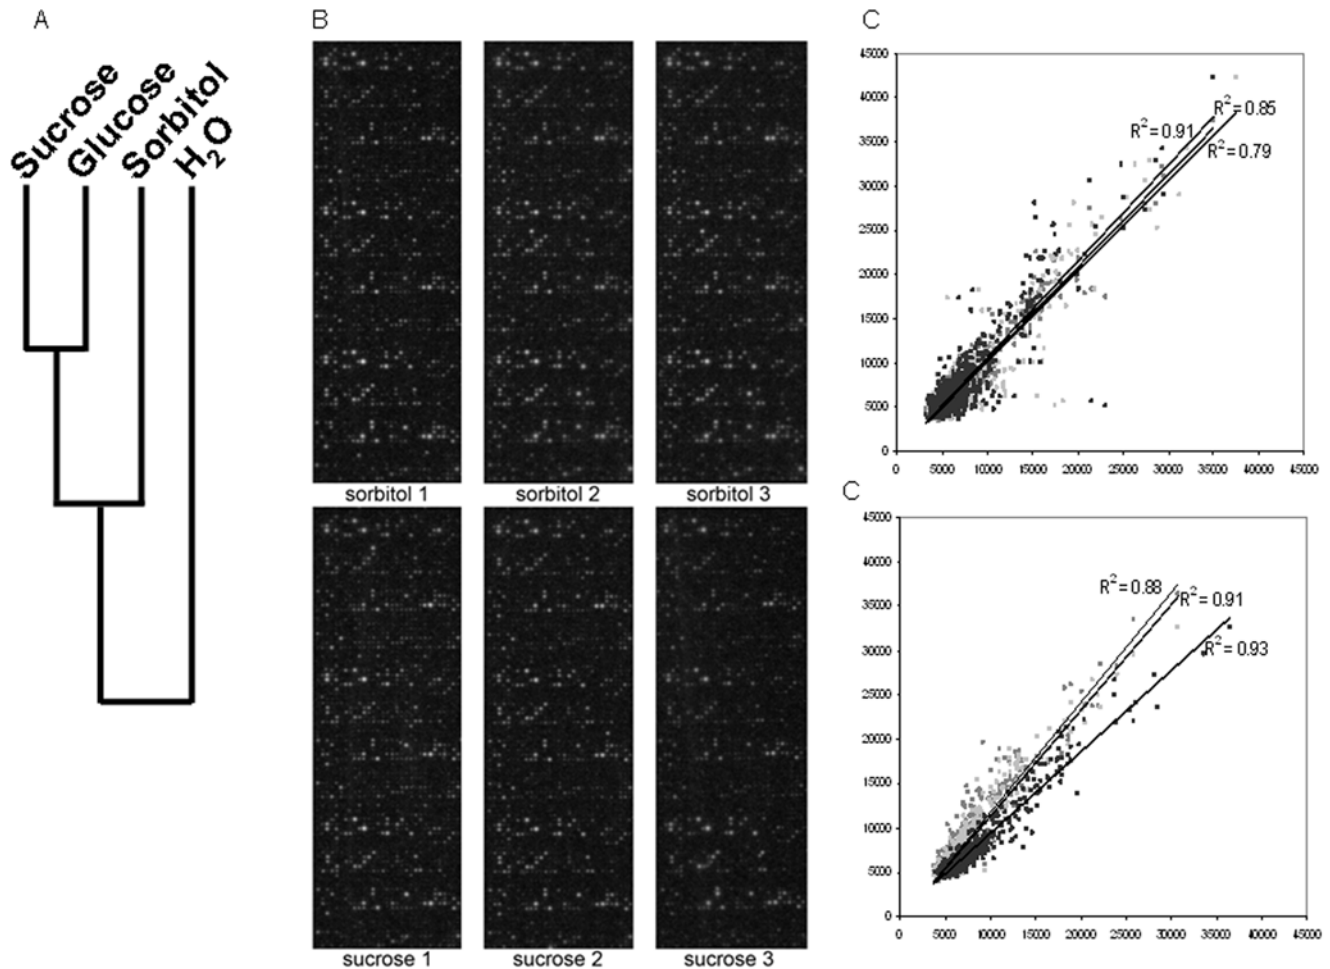 A
B
C
Sucrose
Glucose
Sorbitol
H2O
sorbitol 1
sorbitol 2
sorbitol 3
sucrose 1
sucrose 2
sucrose 3
45000
40000
35000
30000
25000
20000
15000
10000
5000
0
R2 = 0.91
R2 = 0.85
R2 = 0.79
0 5000 10000 15000 20000 25000 30000 35000 40000 45000
C
45000
40000
35000
30000
25000
20000
15000
10000
5000
0
R2 = 0.88
R2 = 0.91
R2 = 0.93
0 5000 10000 15000 20000 25000 30000 35000 40000 45000